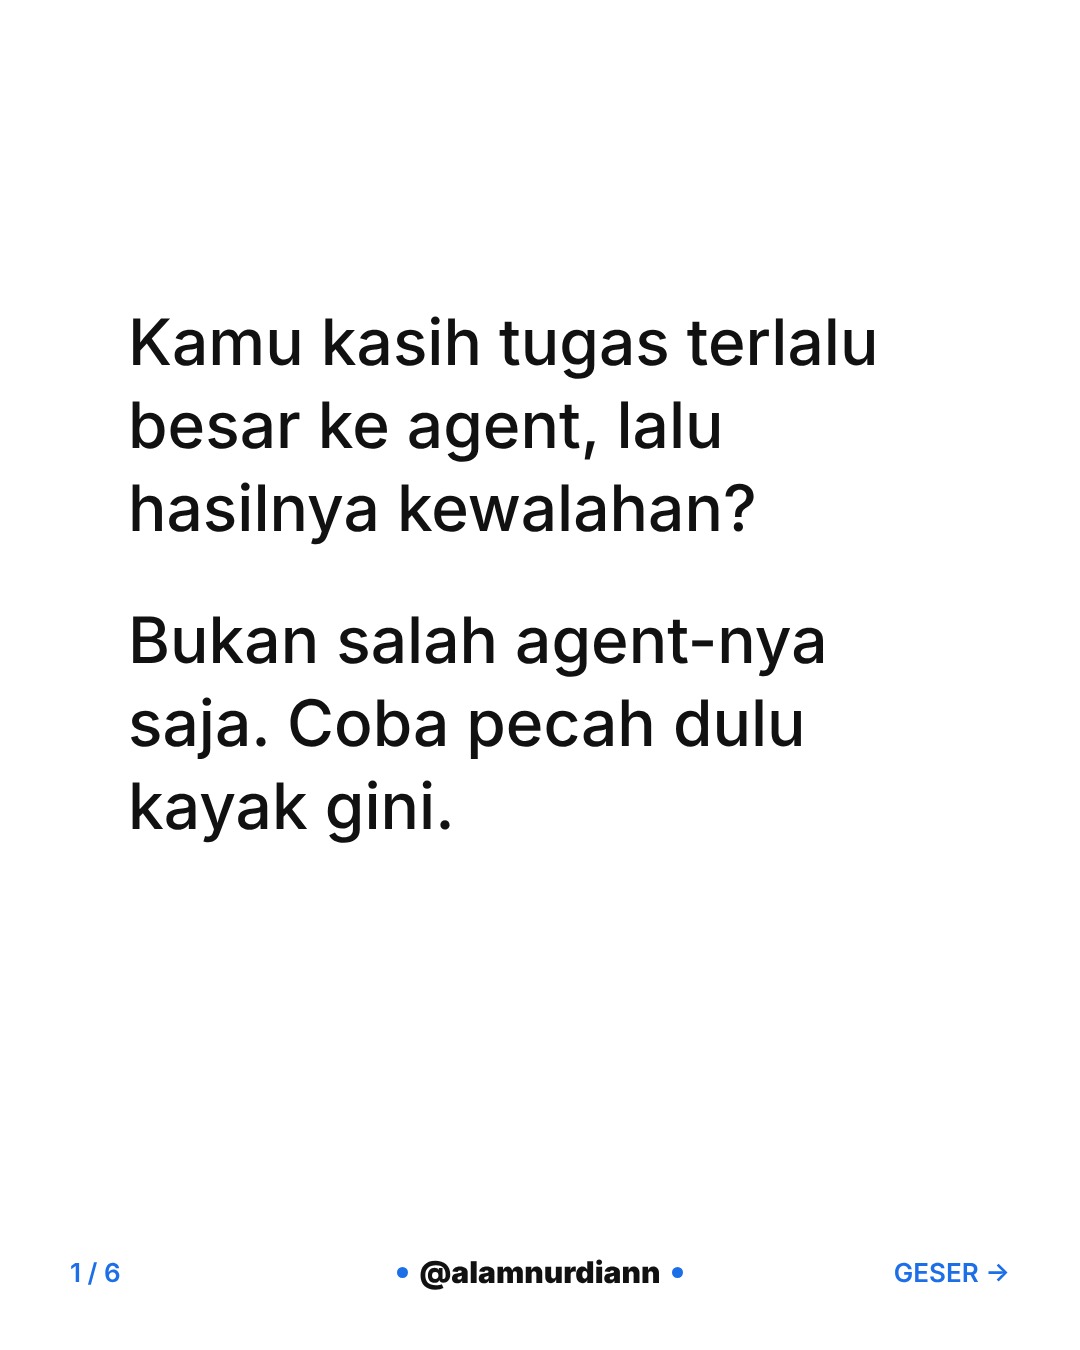 Kamu kasih tugas terlalu
besar ke agent, lalu
hasilnya kewalahan?
Bukan salah agent-nya
saja. Coba pecah dulu
kayak gini.
1 / 6
• @alamnurdiann •
GESER →